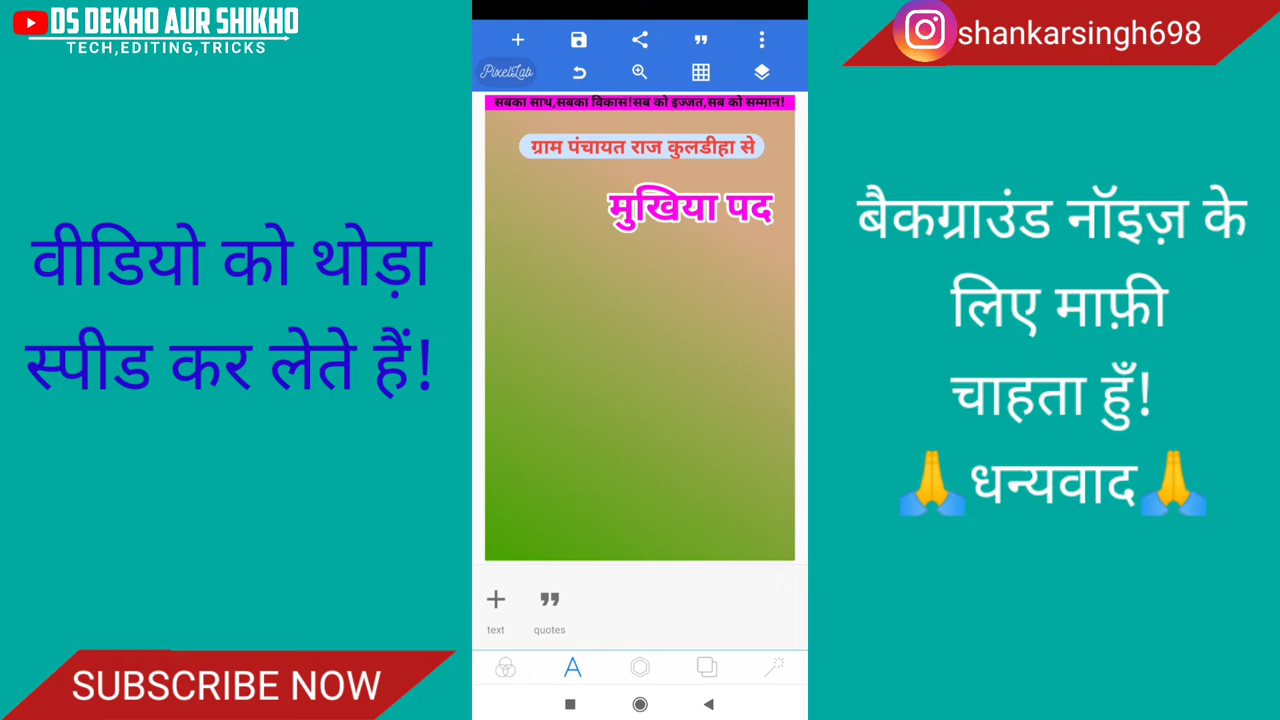 DS DEKHO AUR SHIKHO
TECH,EDITING,TRICKS
वीडियो को थोड़ा
स्पीड कर लेते हैं!
SUBSCRIBE NOW
PixelLab
सबका साथ,सबका विकास!सब को इज्जत,सब को सम्मान!
ग्राम पंचायत राज कुलडीहा से
मुखिया पद
text
quotes
shankarsingh698
बैकग्राउंड नॉइज़ के
लिए माफ़ी
चाहता हुँ!
🙏धन्यवाद🙏